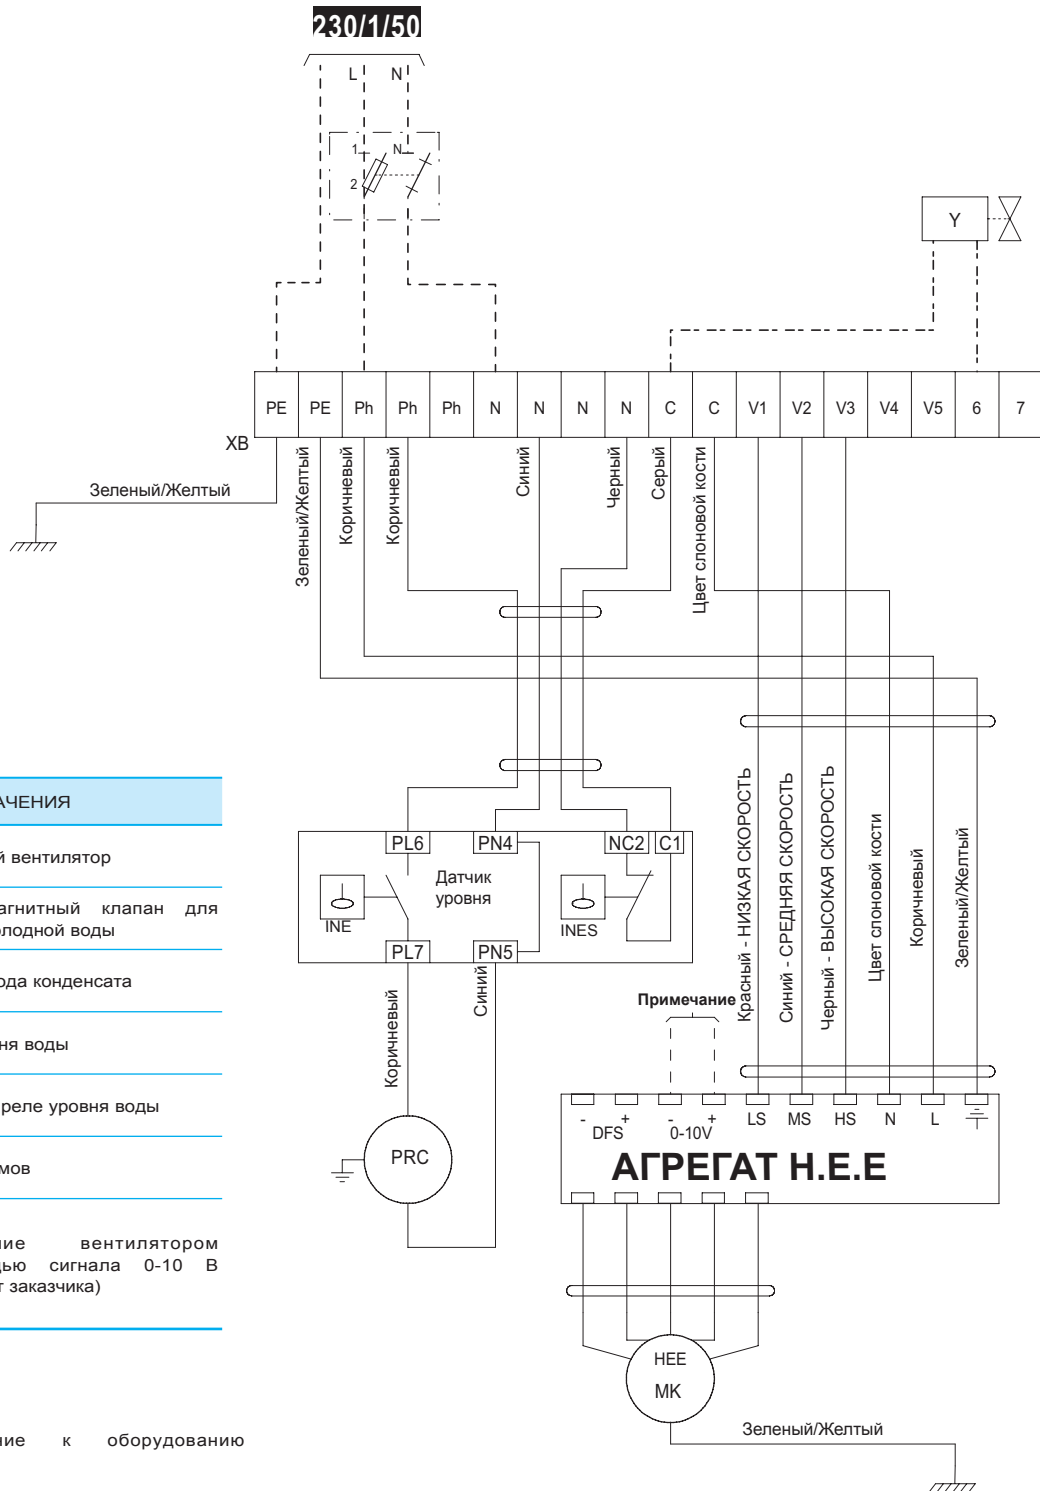 230/1/50
L N
1 N
2
Y
PE PE Ph Ph Ph N N N N C C V1 V2 V3 V4 V5 6 7
XB
Зеленый/Желтый
Зеленый/Желтый
Коричневый
Коричневый
Синий
Черный
Серый
Цвет слоновой кости
АЧЕНИЯ
й вентилятор
агнитный клапан для
олодной воды
ода конденсата
ня воды
реле уровня воды
мов
ние вентилятором
дью сигнала 0-10 В
т заказчика)
ние к оборудованию
PL6 PN4 NC2 C1
Датчик
уровня
INE INES
PL7 PN5
Коричневый
Синий
PRC
Примечание
Красный - НИЗКАЯ СКОРОСТЬ
Синий - СРЕДНЯЯ СКОРОСТЬ
Черный - ВЫСОКАЯ СКОРОСТЬ
Цвет слоновой кости
Коричневый
Зеленый/Желтый
- + - + LS MS HS N L
DFS 0-10V
АГРЕГАТ H.E.E
HEE
MK
Зеленый/Желтый